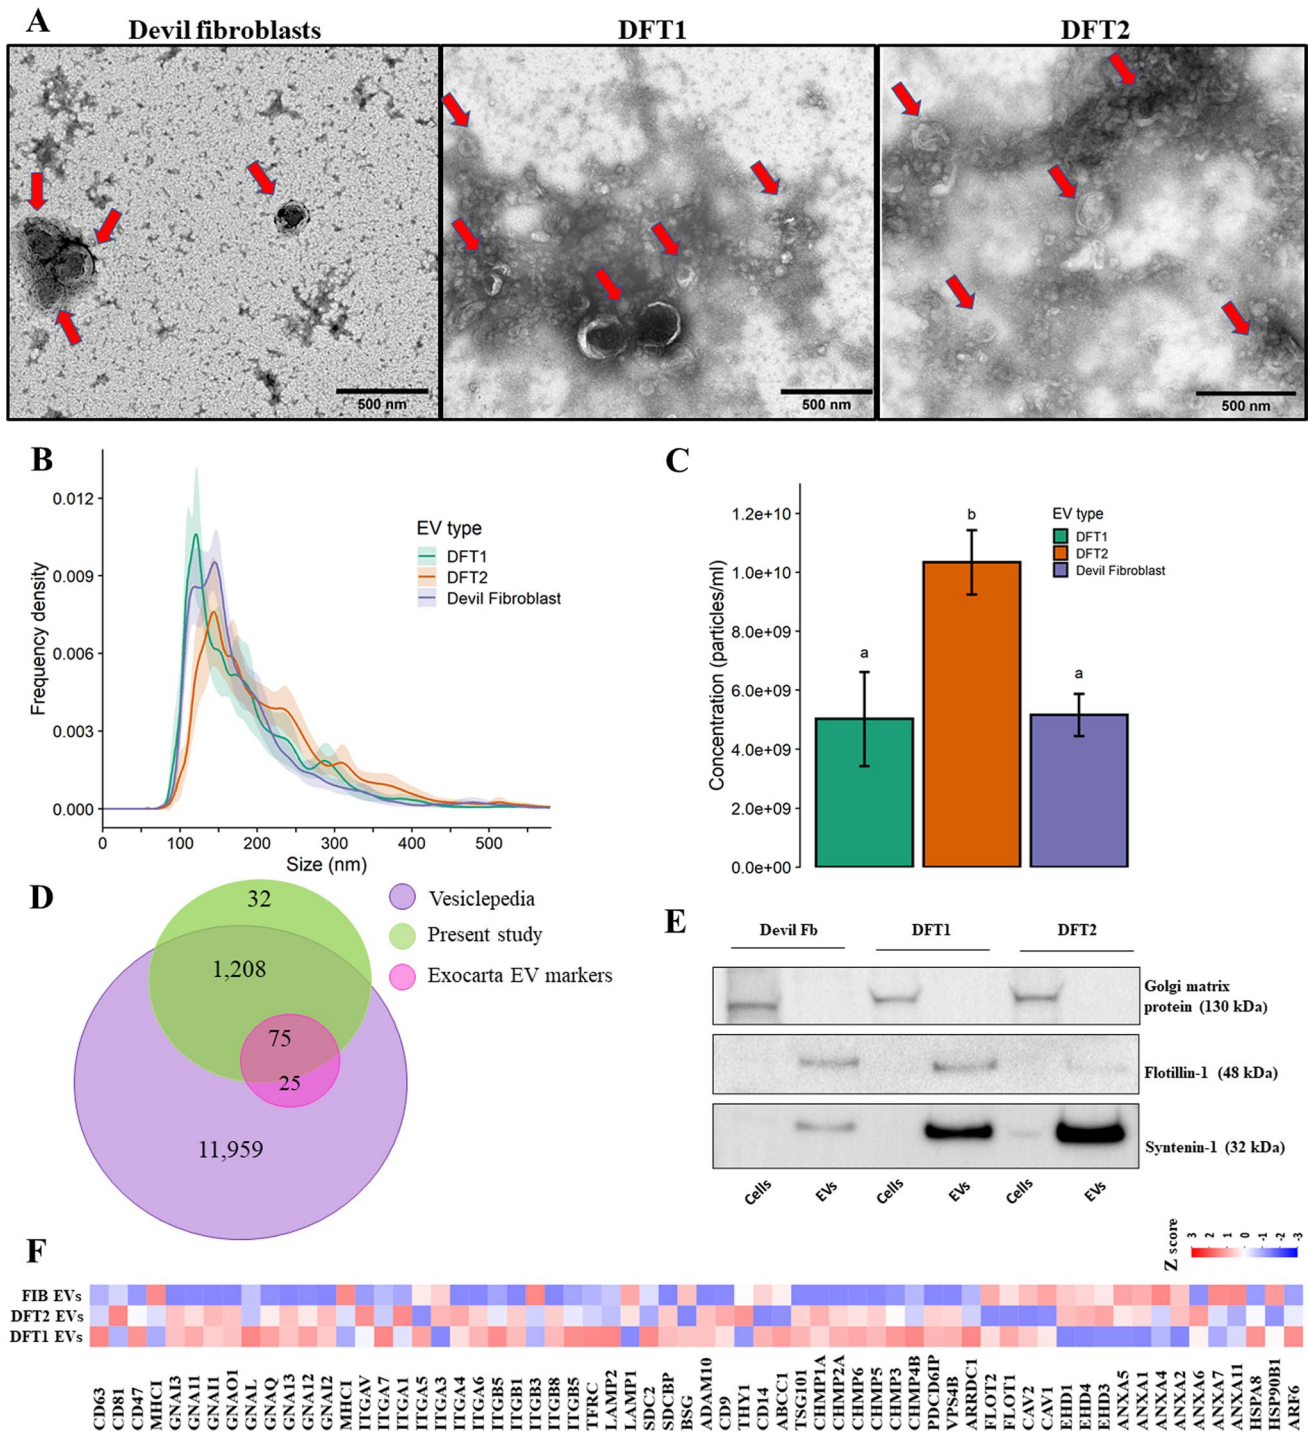 A
Devil fibroblasts
DFT1
DFT2
500 nm
500 nm
500 nm
B
0.012
0.009
0.006
0.003
0.000
Frequency density
EV type
DFT1
DFT2
Devil Fibroblast
0
100
200
300
400
500
Size (nm)
C
1.2e+10
1.0e+10
8.0e+09
6.0e+09
4.0e+09
2.0e+09
0.0e+00
Concentration (particles/ml)
a
b
a
EV type
DFT1
DFT2
Devil Fibroblast
D
32
1,208
75
25
11,959
Vesiclepedia
Present study
Exocarta EV markers
E
Devil Fb
DFT1
DFT2
Golgi matrix
protein (130 kDa)
Flotillin-1 (48 kDa)
Syntenin-1 (32 kDa)
Cells
EVs
Cells
EVs
Cells
EVs
F
Z score
3
2
1
0
-1
-2
-3
FIB EVs
DFT2 EVs
DFT1 EVs
CD63
CD81
CD47
MHCI
GNAI3
GNA11
GNAI1
GNAO1
GNAL
GNAQ
GNA13
GNA12
GNAI2
MHCI
ITGAV
ITGA7
ITGA1
ITGA5
ITGA3
ITGA4
ITGA6
ITGB5
ITGB1
ITGB3
ITGB8
ITGB5
TFRC
LAMP2
LAMP1
SDC2
SDCBP
BSG
ADAM10
CD9
THY1
CD14
ABCC1
TSG101
CHMP1A
CHMP2A
CHMP6
CHMP5
CHMP3
CHMP4B
PDCD6IP
VPS4B
ARRDC1
FLOT2
FLOT1
CAV2
CAV1
EHD1
EHD4
EHD3
ANXA5
ANXA1
ANXA4
ANXA2
ANXA6
ANXA7
ANXA11
HSPA8
HSP90B1
ARF6